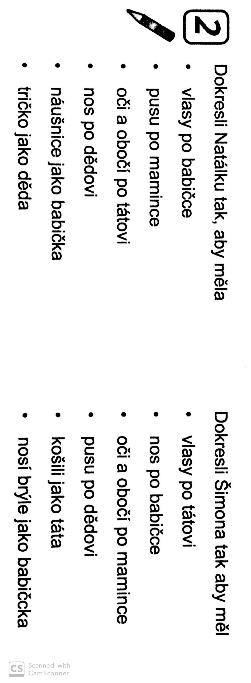 2
Dokresli Natálku tak, aby měla
• vlasy po babičce
• pusu po mamince
• oči a obočí po tátovi
• nos po dědovi
• náušnice jako babička
• tričko jako děda
Dokresli Šimona tak aby měl
• vlasy po tátovi
• nos po babičce
• oči a obočí po mamince
• pusu po dědovi
• košili jako táta
• nosí brýle jako babičcka
CS Scanned with
CamScanner